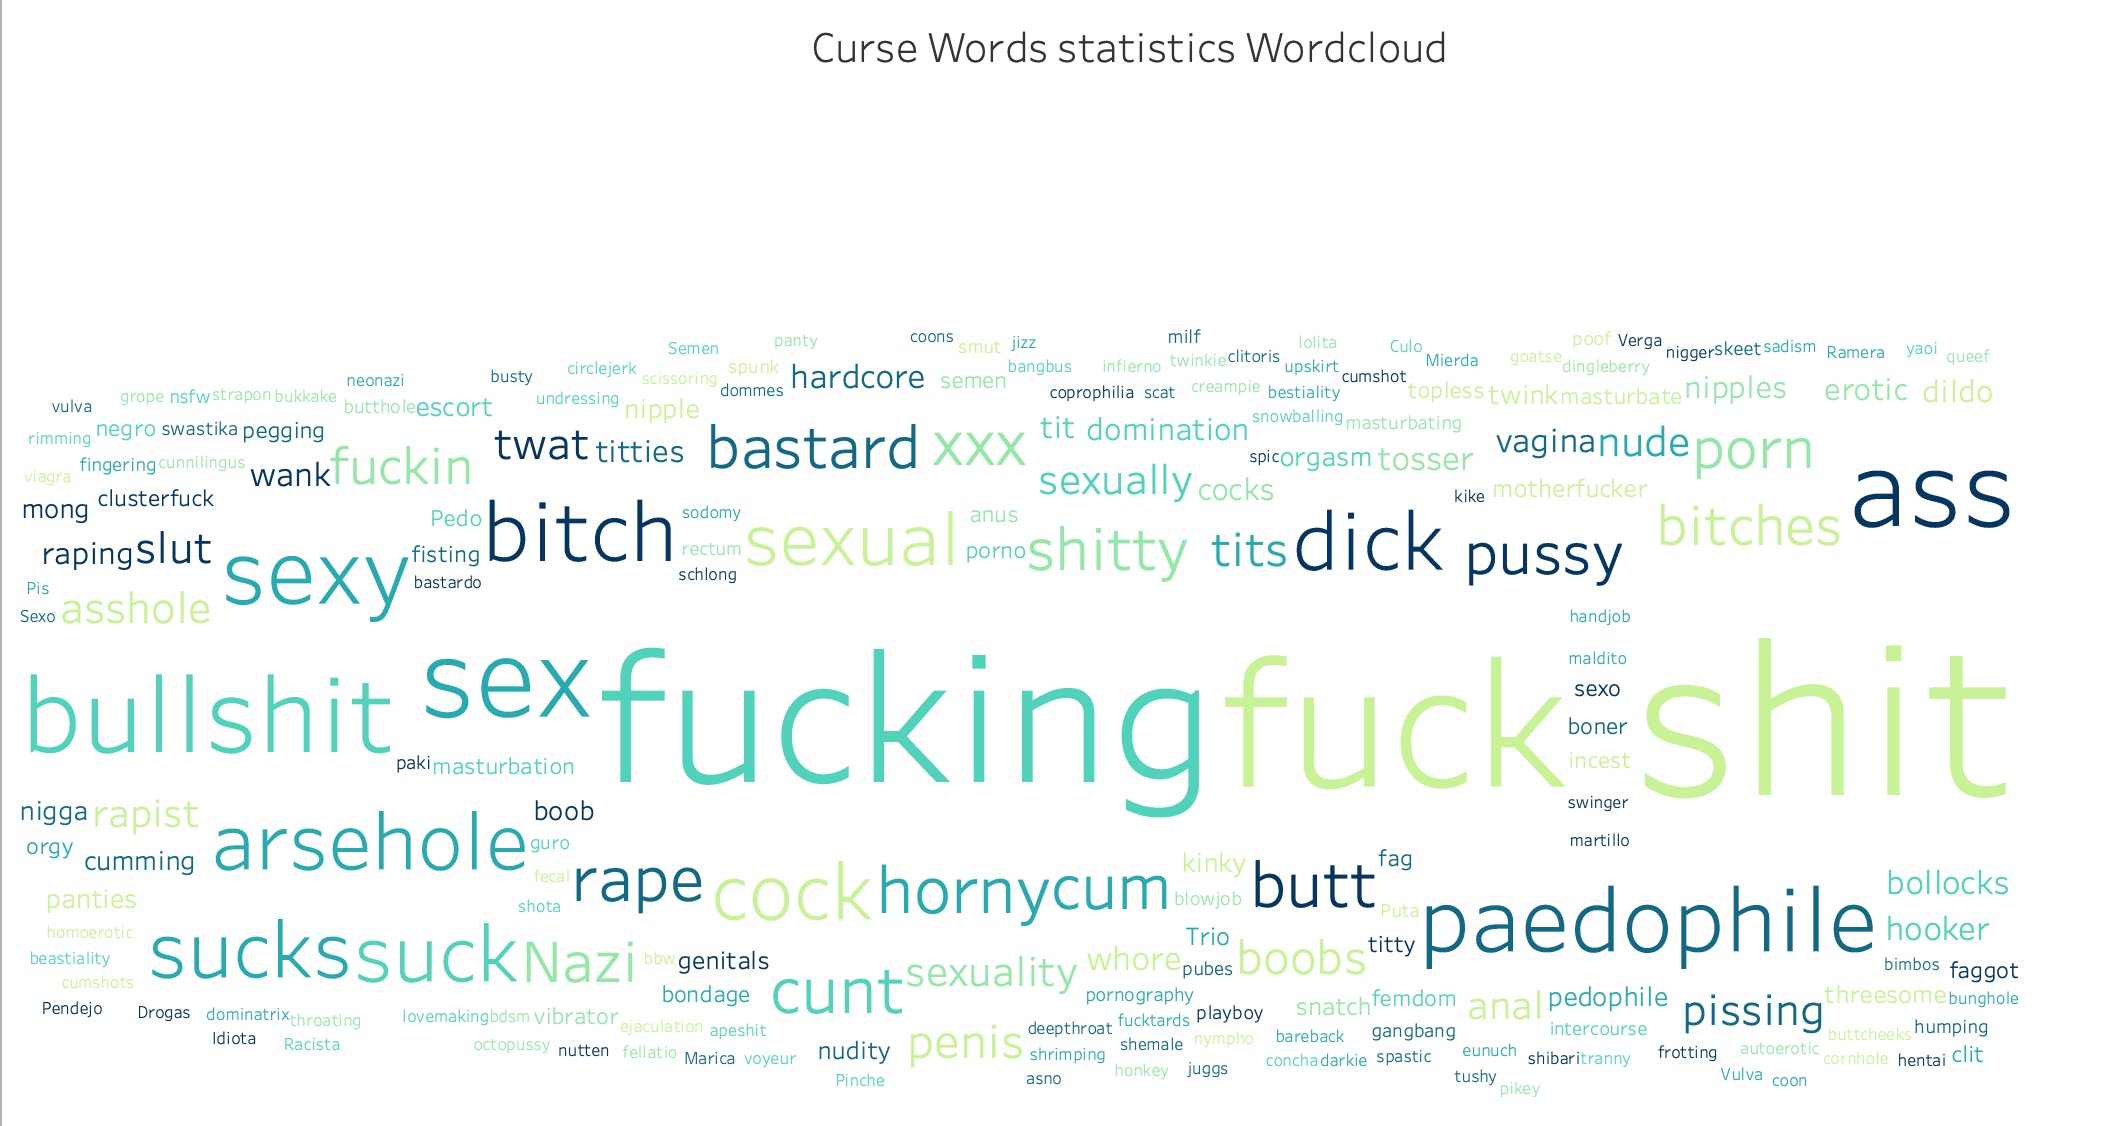 Curse Words statistics Wordcloud
Semen panty coons smut jizz milf lolita Culo Mierda poof Verga nigger skeet sadism Ramera yaoi queef
neonazi busty circlejerk scissoring spunk dommes hardcore semen bangbus infierno twinkie clitoris upskirt cumshot goatse dingleberry
vulva grope nsfw strapon bukkake butthole escort undressing nipple coprophilia scat creampie bestiality topless twink masturbate nipples erotic dildo
rimming negro swastika pegging twat titties bastard xxx tit domination snowballing masturbating vagina nude porn
viagra fingering cunnilingus wank fuckin sexually cocks spic orgasm tosser motherfucker ass
mong clusterfuck Pedo bitch sodomy sexual anus kike bitches
raping slut sexy fisting rectum porno shitty tits dick pussy
Pis bastardo schlong
Sexo asshole handjob
bullshit sex fucking fuck maldito shit
sexo
boner
paki masturbation incest
nigga rapist boob swinger
orgy cumming arsehole guro martillo
panties fecal rape cock horny cum kinky butt fag bollocks
homoerotic shota blowjob Puta paedophile hooker
beastiality sucks suck Nazi bbw genitals sexuality whore Trio pubes boobs titty bimbos faggot
cumshots bondage cunt pornography snatch femdom anal pedophile pissing threesome bunghole
Pendejo Drogas dominatrix throating lovemaking bdsm vibrator ejaculation apeshit penis deepthroat fucktards playboy bareback gangbang intercourse buttcheeks humping
Idiota Racista octopussy nutten fellatio Marica voyeur nudity shrimping shemale nympho concha darkie spastic eunuch shibari tranny frotting autoerotic cornhole hentai clit
Pinche asno honkey juggs tushy pikey Vulva coon